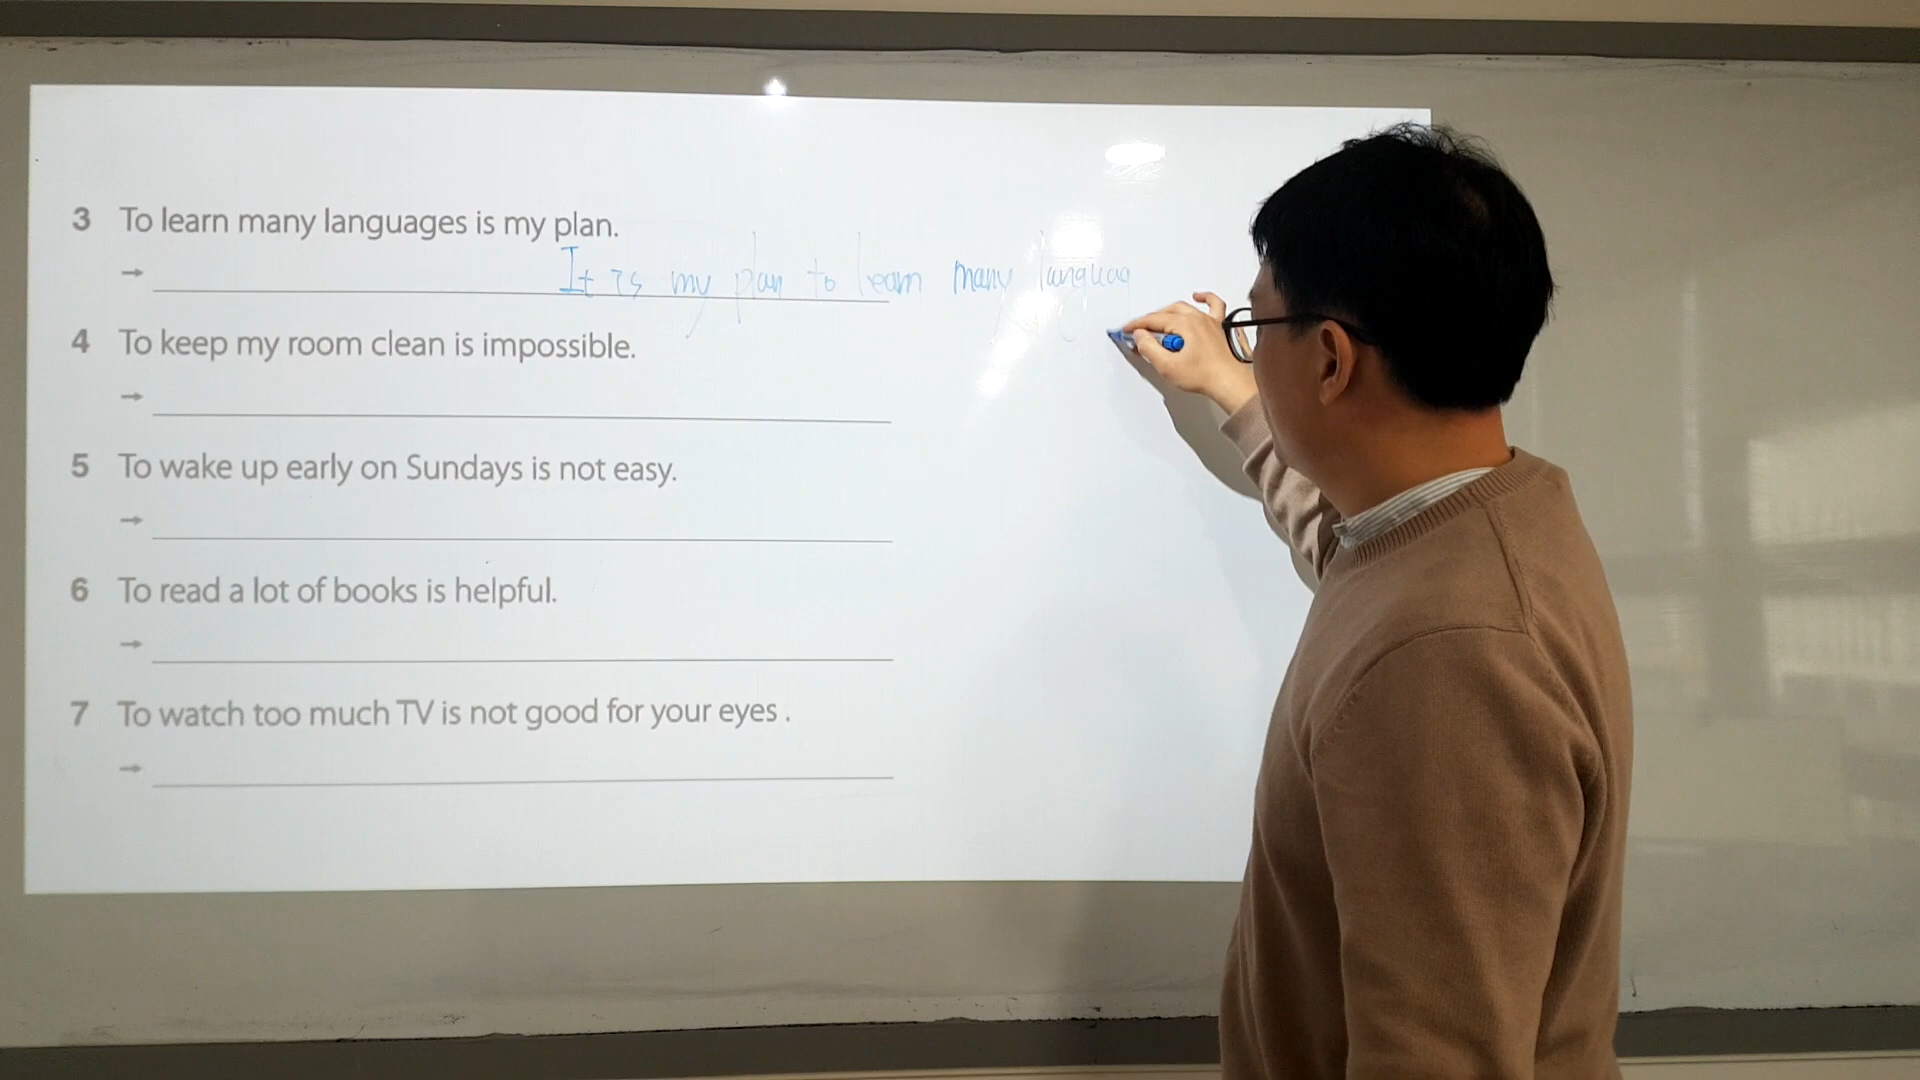 3 To learn many languages is my plan.
→ It is my plan to learn many languag
4 To keep my room clean is impossible.
→
5 To wake up early on Sundays is not easy.
→
6 To read a lot of books is helpful.
→
7 To watch too much TV is not good for your eyes .
→